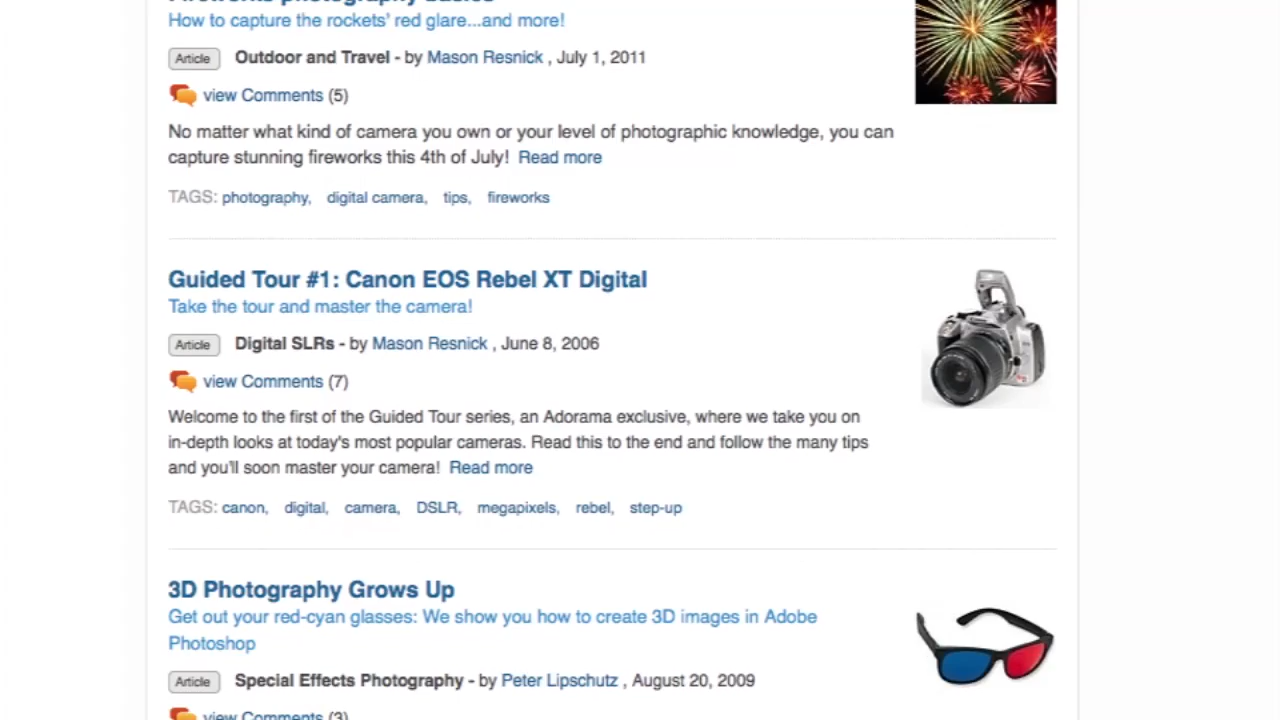 Fireworks photography basics
How to capture the rockets' red glare...and more!
Article Outdoor and Travel - by Mason Resnick , July 1, 2011
view Comments (5)
No matter what kind of camera you own or your level of photographic knowledge, you can
capture stunning fireworks this 4th of July! Read more
TAGS: photography, digital camera, tips, fireworks
Guided Tour #1: Canon EOS Rebel XT Digital
Take the tour and master the camera!
Article Digital SLRs - by Mason Resnick , June 8, 2006
view Comments (7)
Welcome to the first of the Guided Tour series, an Adorama exclusive, where we take you on
in-depth looks at today's most popular cameras. Read this to the end and follow the many tips
and you'll soon master your camera! Read more
TAGS: canon, digital, camera, DSLR, megapixels, rebel, step-up
3D Photography Grows Up
Get out your red-cyan glasses: We show you how to create 3D images in Adobe
Photoshop
Article Special Effects Photography - by Peter Lipschutz , August 20, 2009
view Comments (3)